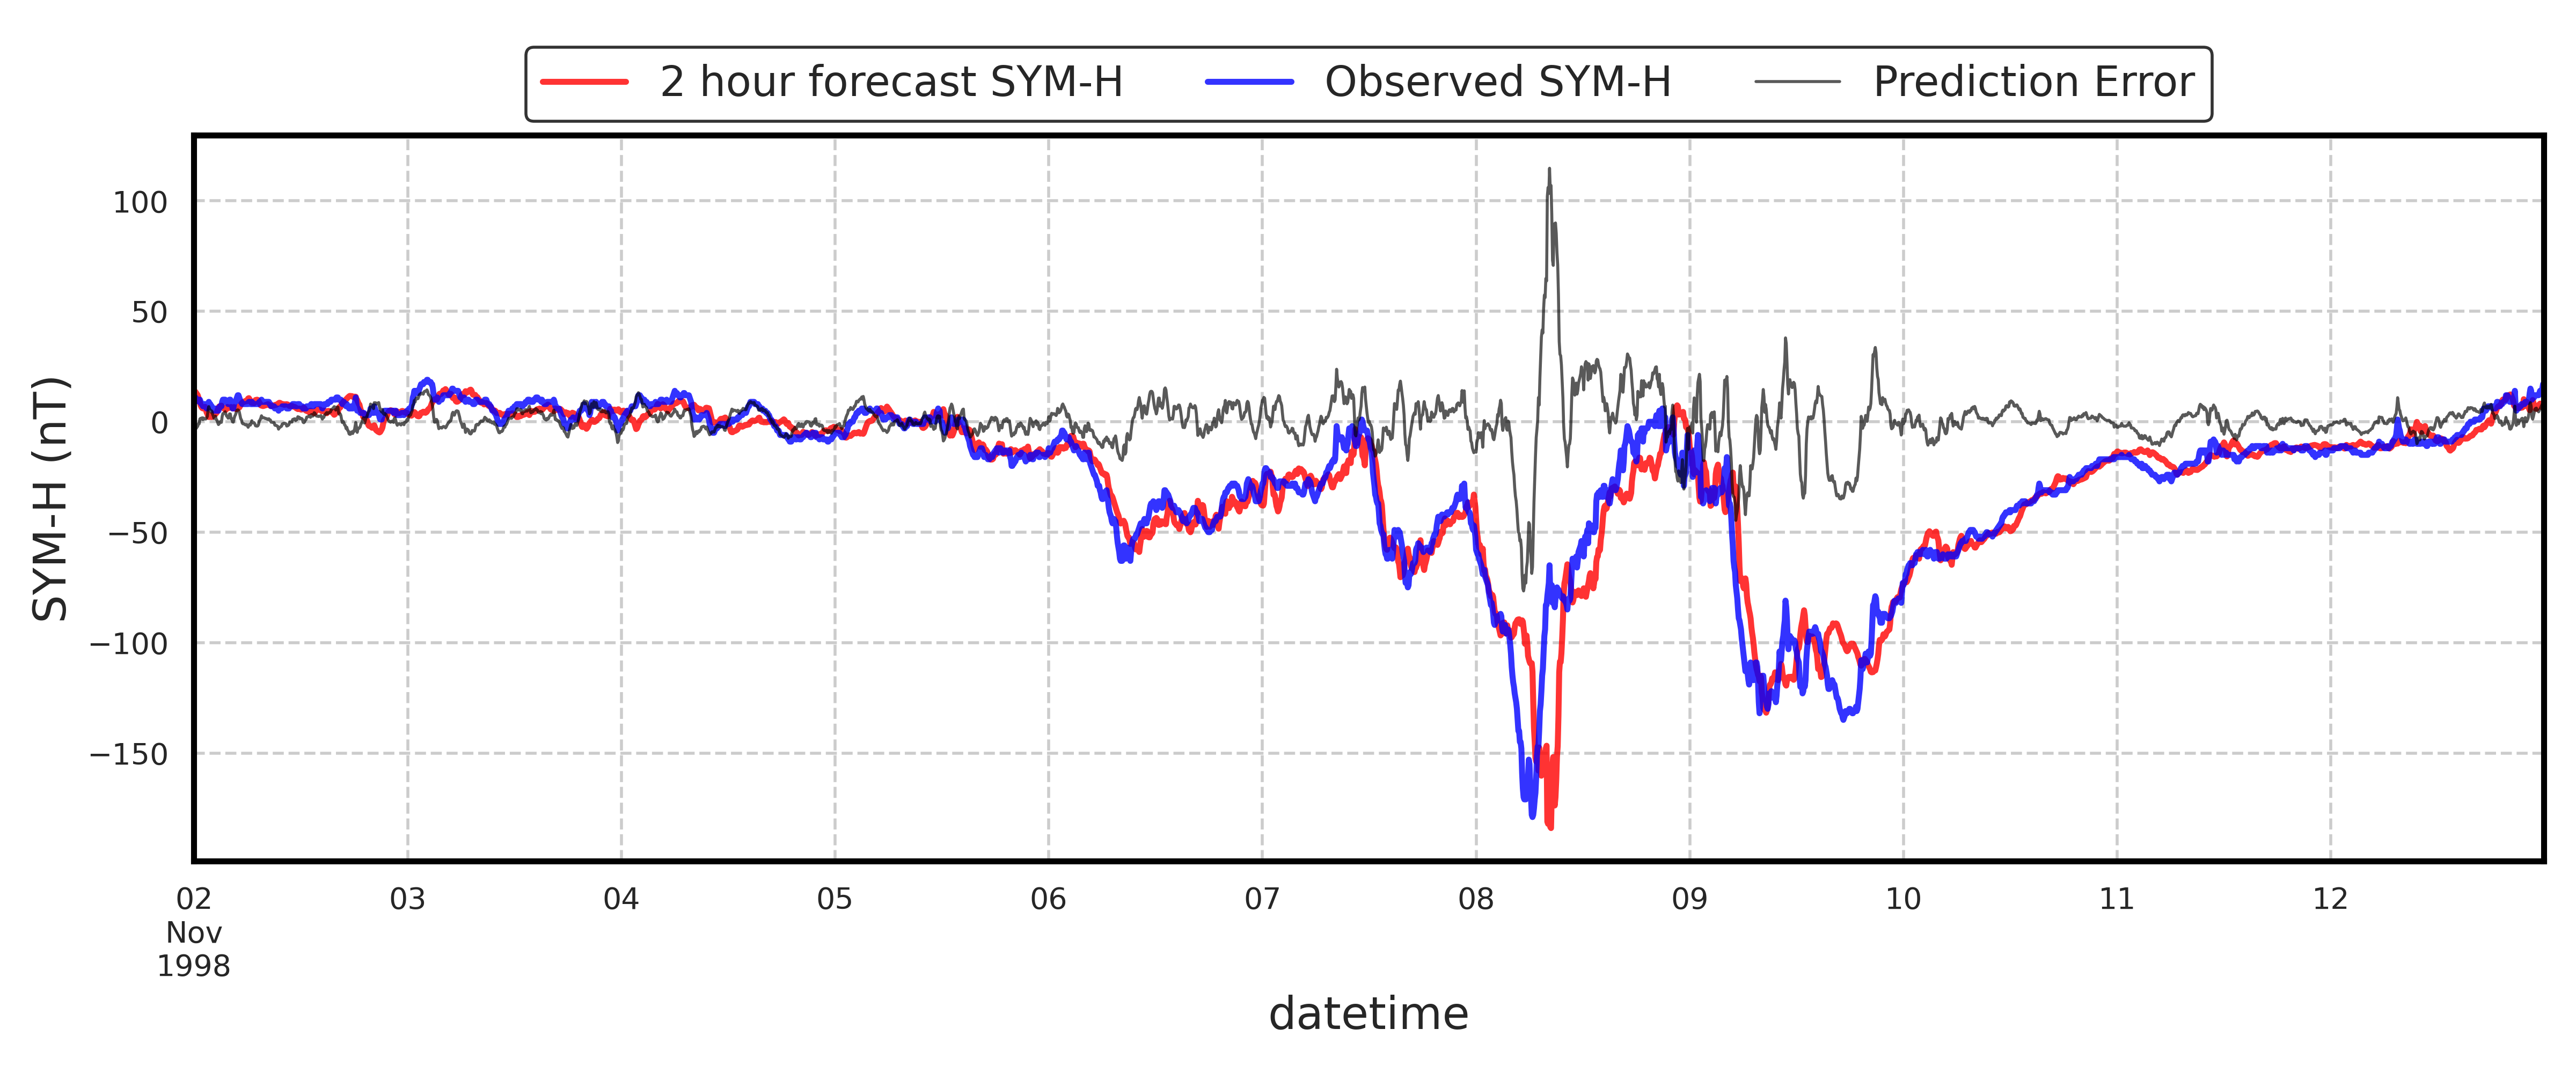 2 hour forecast SYM-H Observed SYM-H Prediction Error
SYM-H (nT)
100
50
0
−50
−100
−150
02 03 04 05 06 07 08 09 10 11 12
Nov
1998
datetime